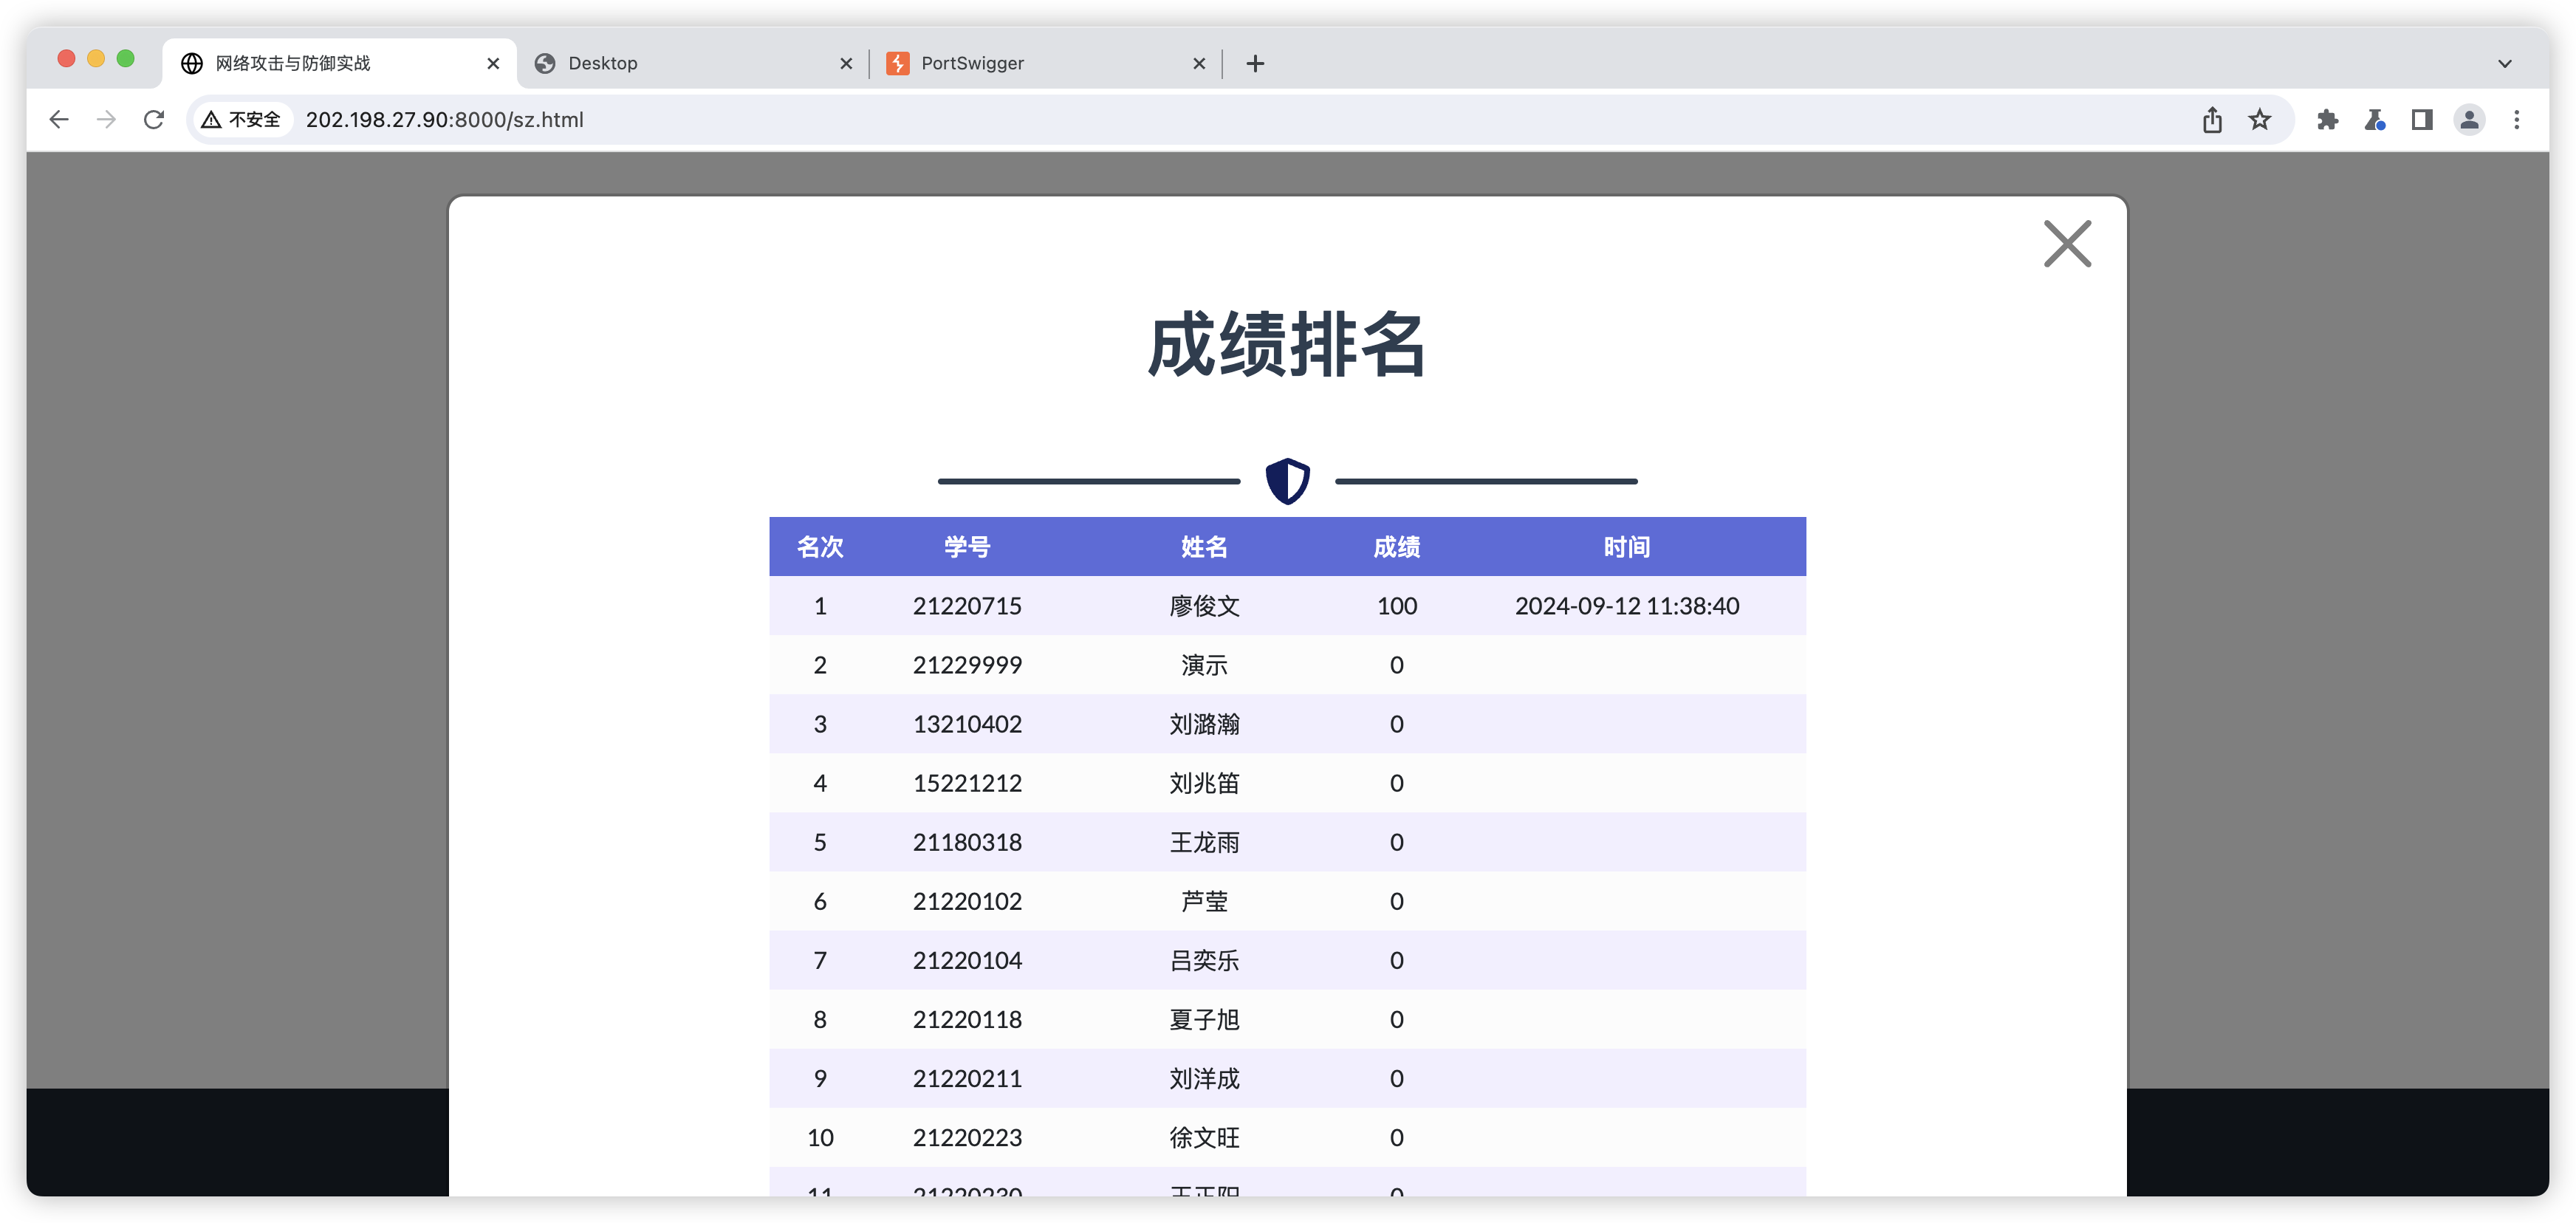 网络攻击与防御实战 Desktop PortSwigger
不安全 202.198.27.90:8000/sz.html
成绩排名
名次 学号 姓名 成绩 时间
1 21220715 廖俊文 100 2024-09-12 11:38:40
2 21229999 演示 0
3 13210402 刘潞瀚 0
4 15221212 刘兆笛 0
5 21180318 王龙雨 0
6 21220102 芦莹 0
7 21220104 吕奕乐 0
8 21220118 夏子旭 0
9 21220211 刘洋成 0
10 21220223 徐文旺 0
11 21220230 王正阳 0